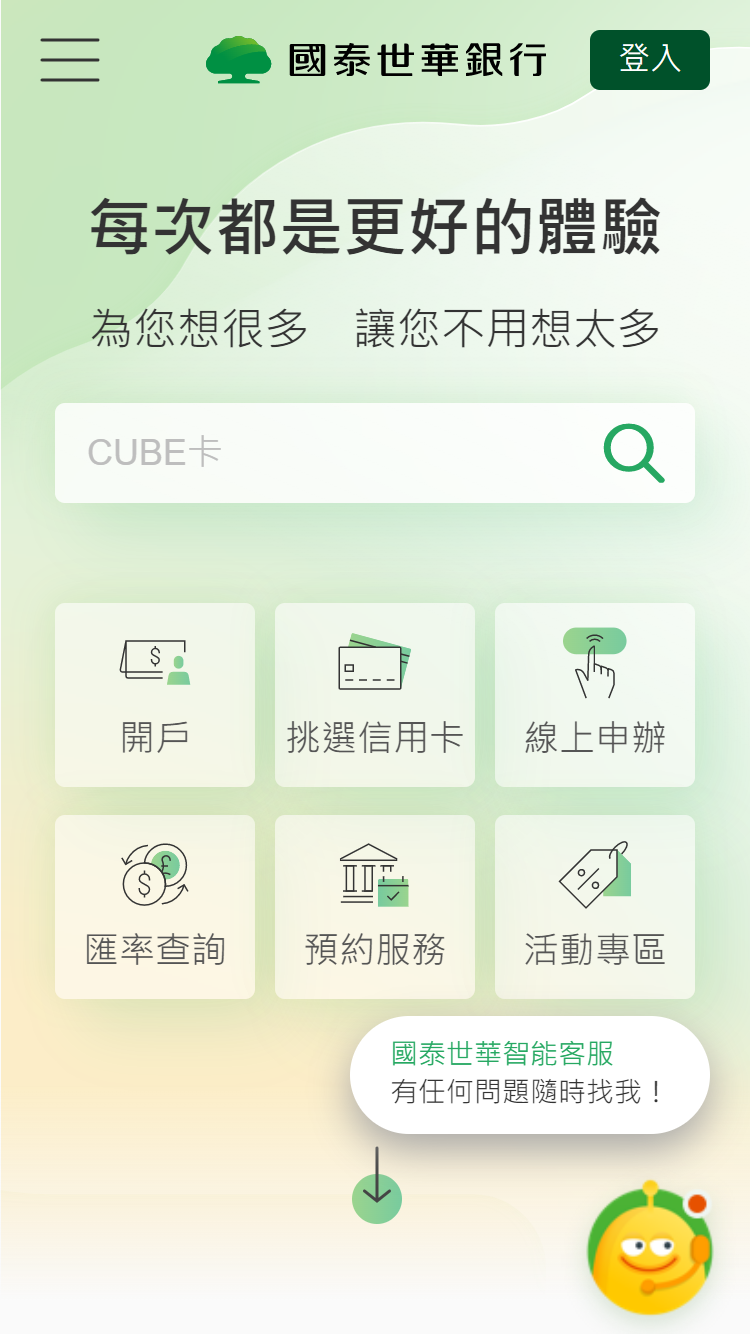 國泰世華銀行
登入
每次都是更好的體驗
為您想很多　讓您不用想太多
CUBE卡
開戶
挑選信用卡
線上申辦
匯率查詢
預約服務
活動專區
國泰世華智能客服
有任何問題隨時找我！